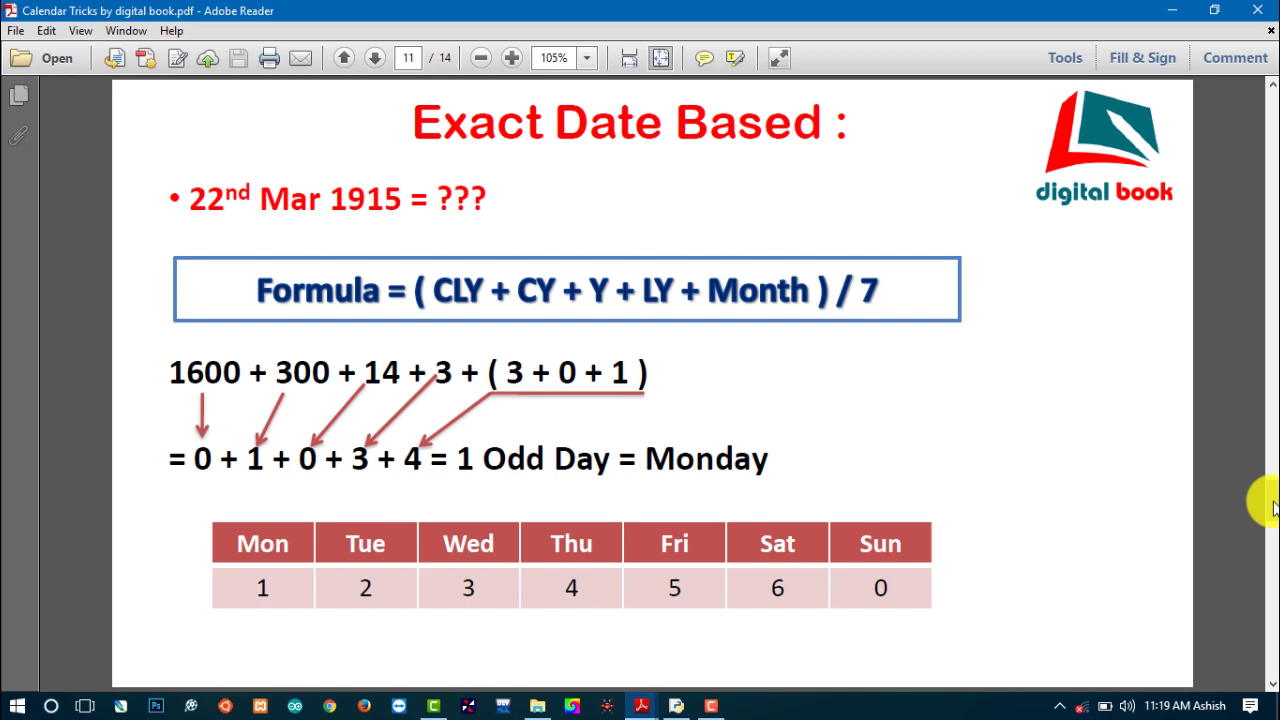 Calendar Tricks by digital book.pdf - Adobe Reader
File Edit View Window Help
Open 11 / 14 105% Tools Fill & Sign Comment
Exact Date Based :
digital book
• 22nd Mar 1915 = ???
Formula = ( CLY + CY + Y + LY + Month ) / 7
1600 + 300 + 14 + 3 + ( 3 + 0 + 1 )
= 0 + 1 + 0 + 3 + 4 = 1 Odd Day = Monday
Mon Tue Wed Thu Fri Sat Sun
1 2 3 4 5 6 0
11:19 AM Ashish